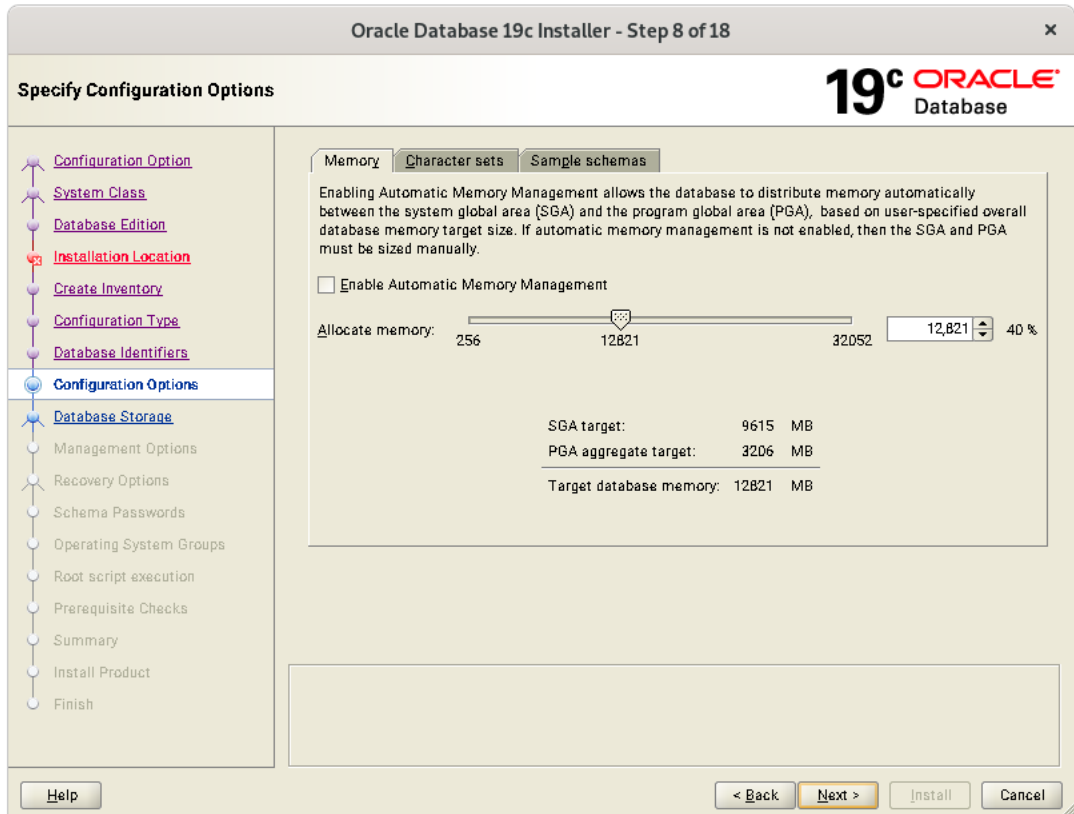 Oracle Database 19c Installer - Step 8 of 18
Specify Configuration Options
19c ORACLE
Database
Configuration Option
System Class
Database Edition
Installation Location
Create Inventory
Configuration Type
Database Identifiers
Configuration Options
Database Storage
Management Options
Recovery Options
Schema Passwords
Operating System Groups
Root script execution
Prerequisite Checks
Summary
Install Product
Finish
Memory Character sets Sample schemas
Enabling Automatic Memory Management allows the database to distribute memory automatically
between the system global area (SGA) and the program global area (PGA), based on user-specified overall
database memory target size. If automatic memory management is not enabled, then the SGA and PGA
must be sized manually.
Enable Automatic Memory Management
Allocate memory: 256 12821 32052 12,821 40 %
SGA target: 9615 MB
PGA aggregate target: 3206 MB
Target database memory: 12821 MB
Help < Back Next > Install Cancel